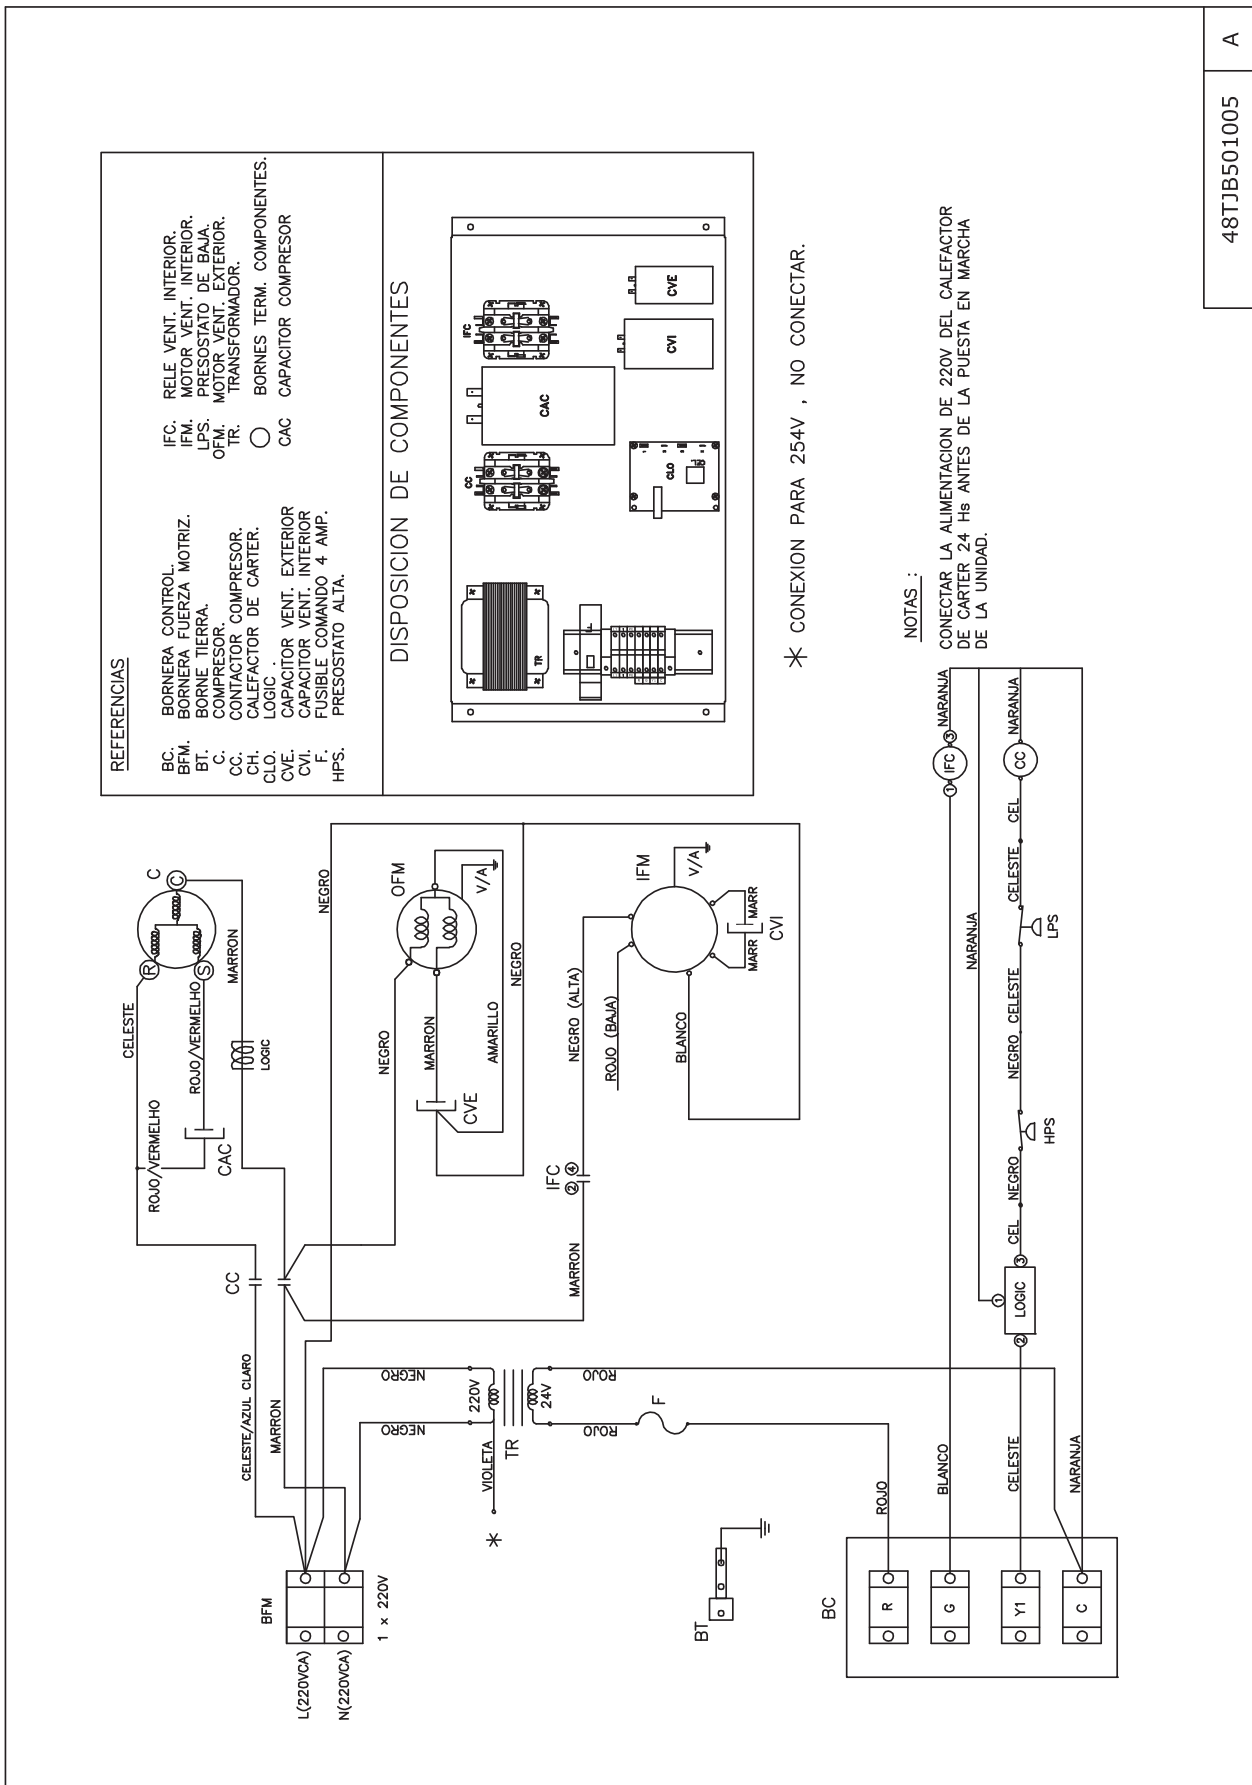 48TJB501005
A
REFERENCIAS
BC. BORNERA CONTROL.
BFM. BORNERA FUERZA MOTRIZ.
BT. BORNE TIERRA.
C. COMPRESOR.
CC. CONTACTOR COMPRESOR.
CH. CALEFACTOR DE CARTER.
CLO. LOGIC .
CVE. CAPACITOR VENT. EXTERIOR
CVI. CAPACITOR VENT. INTERIOR
F. FUSIBLE COMANDO 4 AMP.
HPS. PRESOSTATO ALTA.
IFC. RELE VENT. INTERIOR.
IFM. MOTOR VENT. INTERIOR.
LPS. PRESOSTATO DE BAJA.
OFM. MOTOR VENT. EXTERIOR.
TR. TRANSFORMADOR.
BORNES TERM. COMPONENTES.
CAC CAPACITOR COMPRESOR
DISPOSICION DE COMPONENTES
TR
CC
CAC
IFC
CLO
CVI
CVE
* CONEXION PARA 254V , NO CONECTAR.
NOTAS :
CONECTAR LA ALIMENTACION DE 220V DEL CALEFACTOR
DE CARTER 24 Hs ANTES DE LA PUESTA EN MARCHA
DE LA UNIDAD.
C
C
R
S
CELESTE
ROJO/VERMELHO
MARRON
LOGIC
ROJO/VERMELHO
CAC
CC
CELESTE/AZUL CLARO
MARRON
BFM
L(220VCA)
N(220VCA)
1 x 220V
NEGRO
OFM
V/A
NEGRO
MARRON
AMARILLO
NEGRO
CVE
IFM
V/A
MARR
MARR
CVI
NEGRO (ALTA)
ROJO (BAJA)
BLANCO
IFC
2
4
MARRON
NEGRO
NEGRO
220V
24V
VIOLETA
TR
*
ROJO
ROJO
F
BT
BC
R
G
Y1
C
ROJO
BLANCO
CELESTE
NARANJA
1
IFC
3
NARANJA
NARANJA
2
LOGIC
1
3
CEL
NEGRO
HPS
NEGRO
CELESTE
LPS
CELESTE
CEL
CC
NARANJA